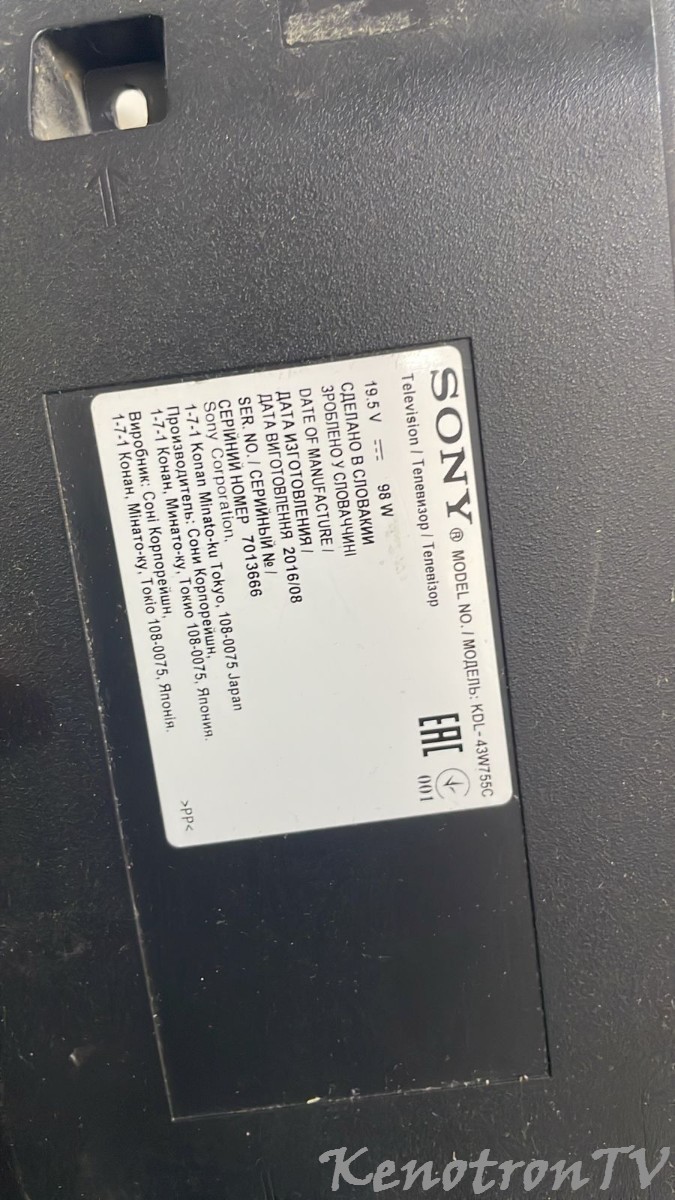 SONY® MODEL NO. / МОДЕЛЬ: KDL-43W755C
Television / Телевизор / Телевізор
EAC
001
19.5 V ⎓ 98 W
СДЕЛАНО В СЛОВАКИИ
ЗРОБЛЕНО У СЛОВАЧЧИНІ
DATE OF MANUFACTURE /
ДАТА ИЗГОТОВЛЕНИЯ /
ДАТА ВИГОТОВЛЕННЯ 2016/08
SER. NO. / СЕРИЙНЫЙ № /
СЕРІЙНИЙ НОМЕР 7013666
Sony Corporation,
1-7-1 Konan Minato-ku Tokyo, 108-0075 Japan
Производитель: Сони Корпорейшн,
1-7-1 Конан, Минато-ку, Токио 108-0075, Япония.
Виробник: Соні Корпорейшн,
1-7-1 Конан, Мінато-ку, Токіо 108-0075, Японія.
>PP<
KenotronTV